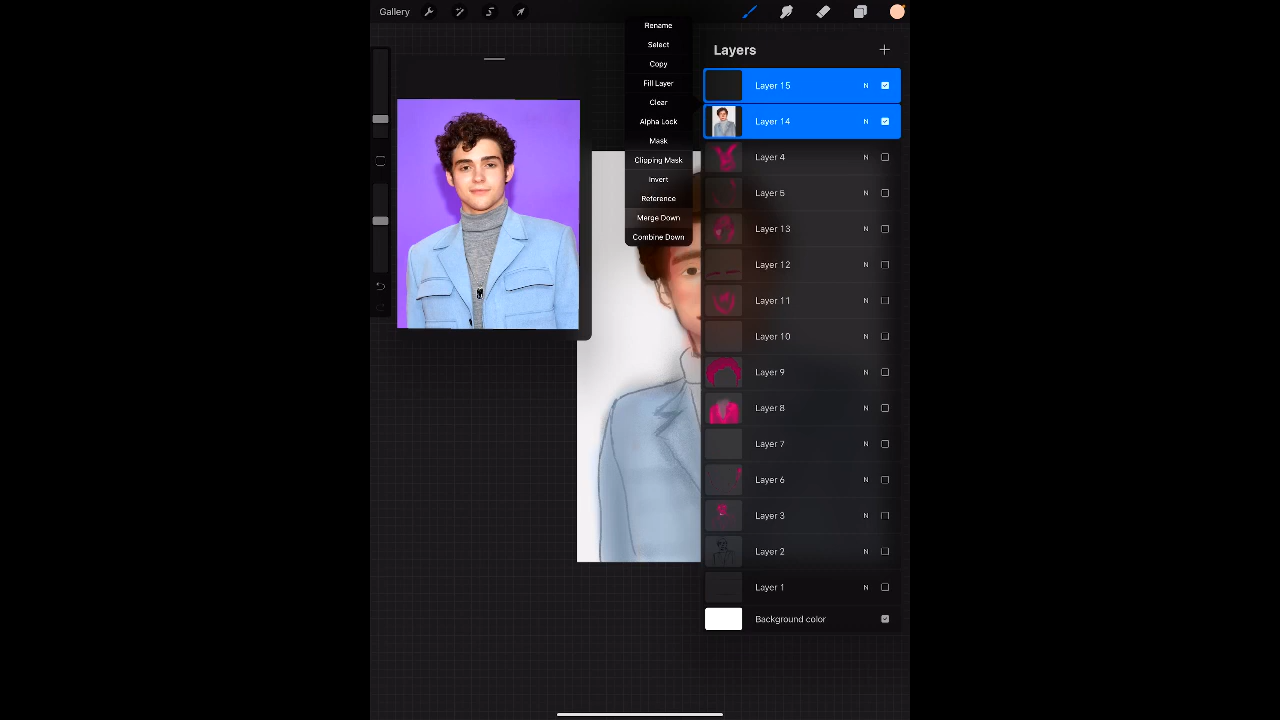 Gallery
Rename
Select
Copy
Fill Layer
Clear
Alpha Lock
Mask
Clipping Mask
Invert
Reference
Merge Down
Combine Down
Layers
Layer 15 N
Layer 14 N
Layer 4 N
Layer 5 N
Layer 13 N
Layer 12 N
Layer 11 N
Layer 10 N
Layer 9 N
Layer 8 N
Layer 7 N
Layer 6 N
Layer 3 N
Layer 2 N
Layer 1 N
Background color